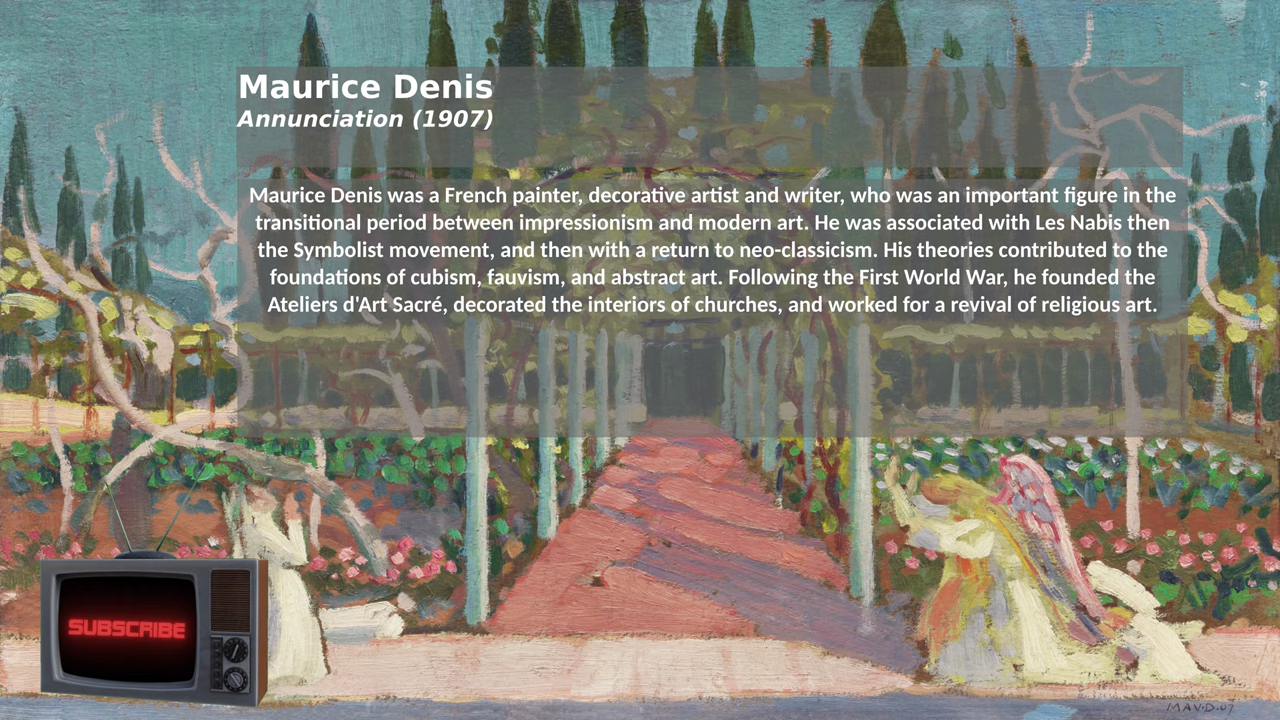 Maurice Denis
Annunciation (1907)
Maurice Denis was a French painter, decorative artist and writer, who was an important figure in the
transitional period between impressionism and modern art. He was associated with Les Nabis then
the Symbolist movement, and then with a return to neo-classicism. His theories contributed to the
foundations of cubism, fauvism, and abstract art. Following the First World War, he founded the
Ateliers d'Art Sacré, decorated the interiors of churches, and worked for a revival of religious art.
SUBSCRIBE
MAV·D·07